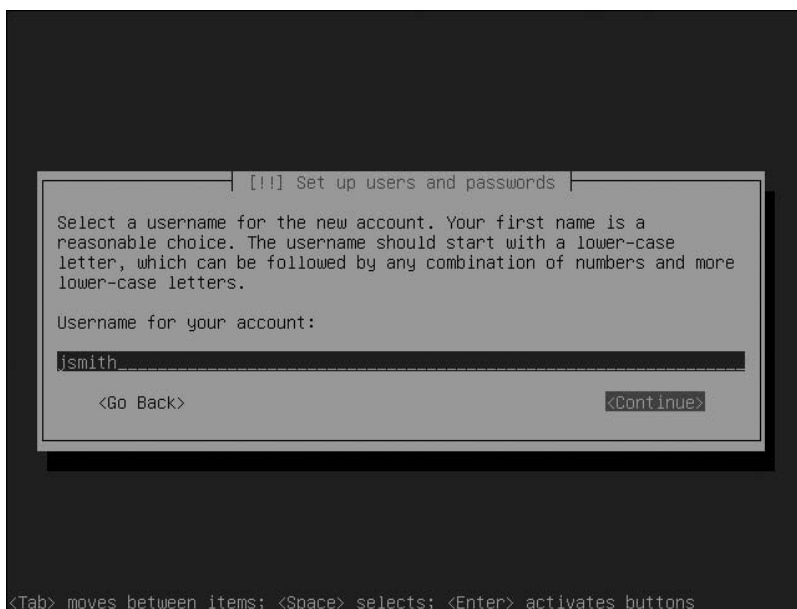 [!!] Set up users and passwords
Select a username for the new account. Your first name is a
reasonable choice. The username should start with a lower-case
letter, which can be followed by any combination of numbers and more
lower-case letters.
Username for your account:
jsmith
<Go Back> <Continue>
<Tab> moves between items; <Space> selects; <Enter> activates buttons